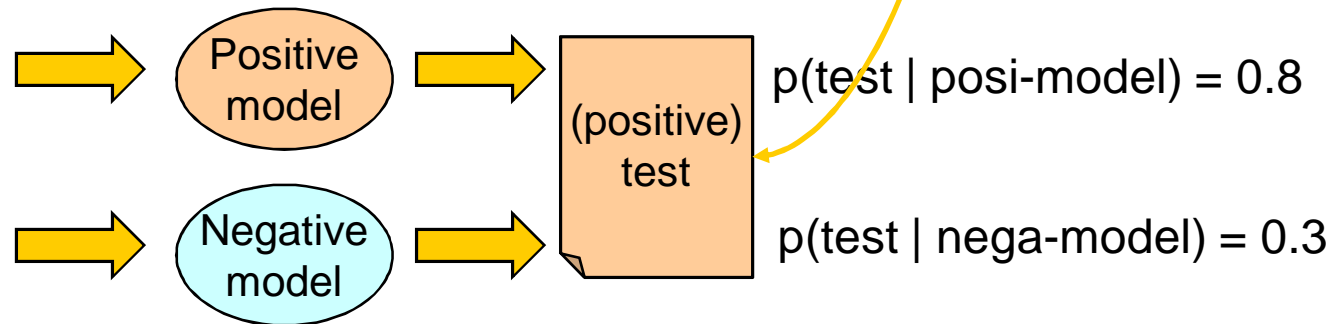 Positive
model
(positive)
test
p(test | posi-model) = 0.8
Negative
model
p(test | nega-model) = 0.3